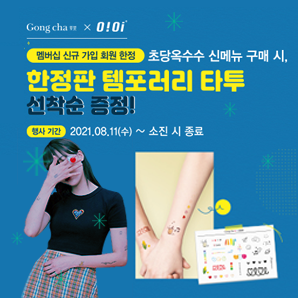 Gong cha 공차 × O!Oi
멤버십 신규 가입 회원 한정
초당옥수수 신메뉴 구매 시,
한정판 템포러리 타투
선착순 증정!
행사 기간 2021.08.11(수) ~ 소진 시 종료